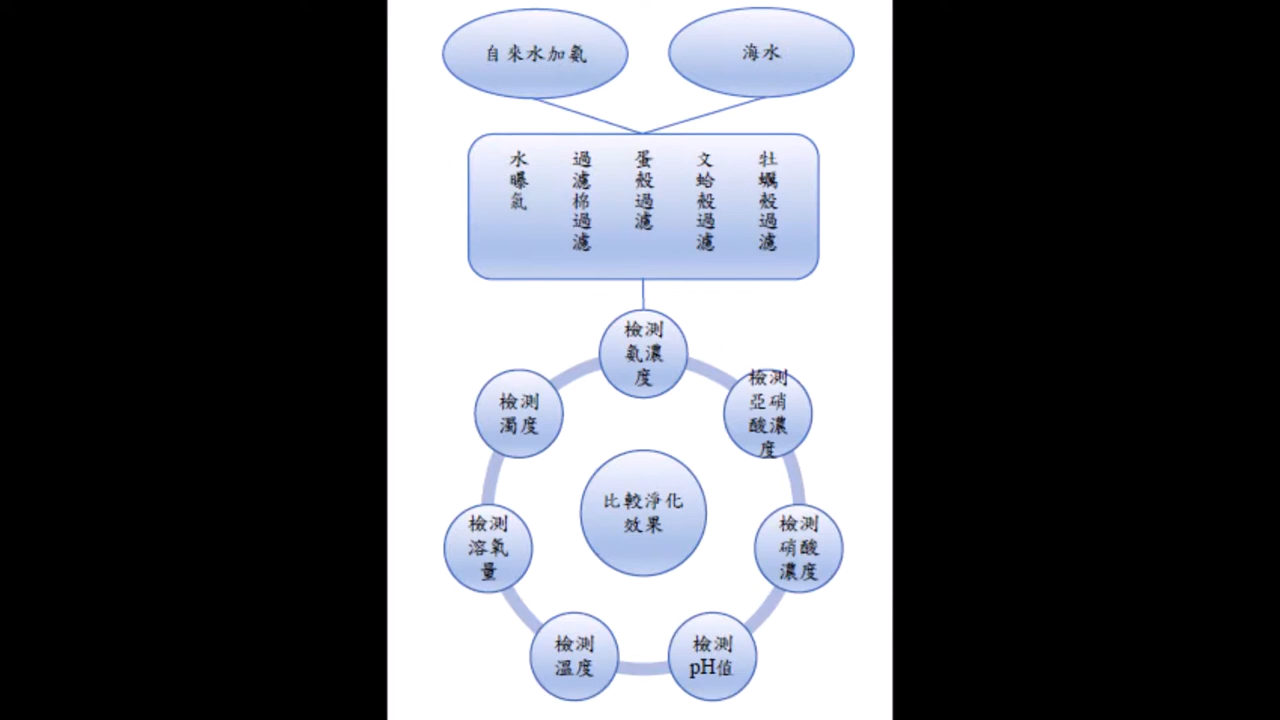 自來水加氨
海水
水曝氣
過濾棉過濾
蛋殼過濾
文蛤殼過濾
牡蠣殼過濾
檢測
氨濃
度
檢測
亞硝
酸濃
度
檢測
硝酸
濃度
檢測
pH值
檢測
溫度
檢測
溶氧
量
檢測
濁度
比較淨化
效果